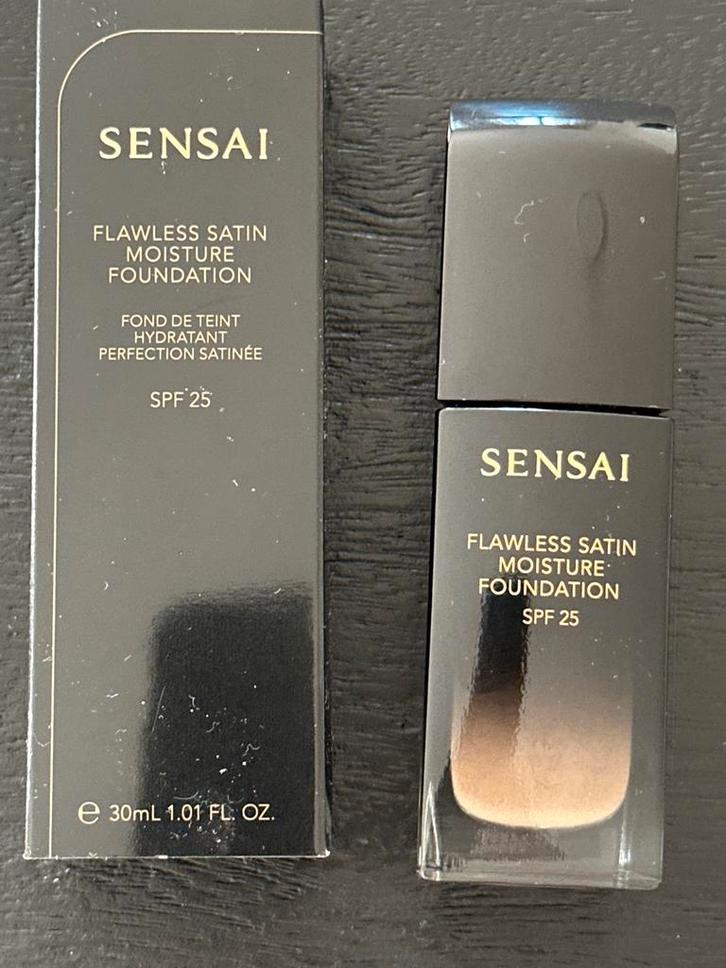 SENSAI
FLAWLESS SATIN
MOISTURE
FOUNDATION
FOND DE TEINT
HYDRATANT
PERFECTION SATINÉE
SPF 25
℮ 30mL 1.01 FL. OZ.
SENSAI
FLAWLESS SATIN
MOISTURE
FOUNDATION
SPF 25